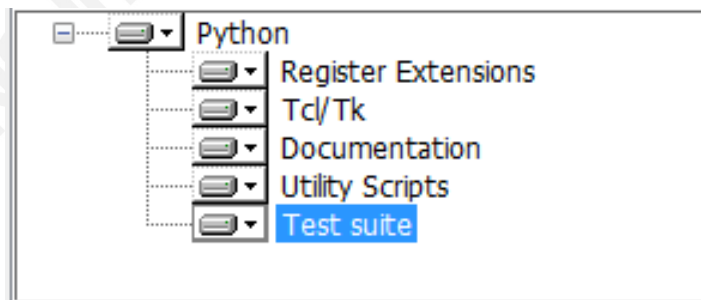 Python
Register Extensions
Tcl/Tk
Documentation
Utility Scripts
Test suite